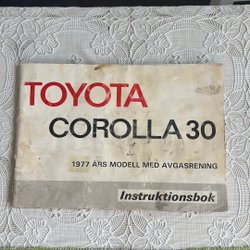 TOYOTA
COROLLA 30
1977 ÅRS MODELL MED AVGASRENING
Instruktionsbok